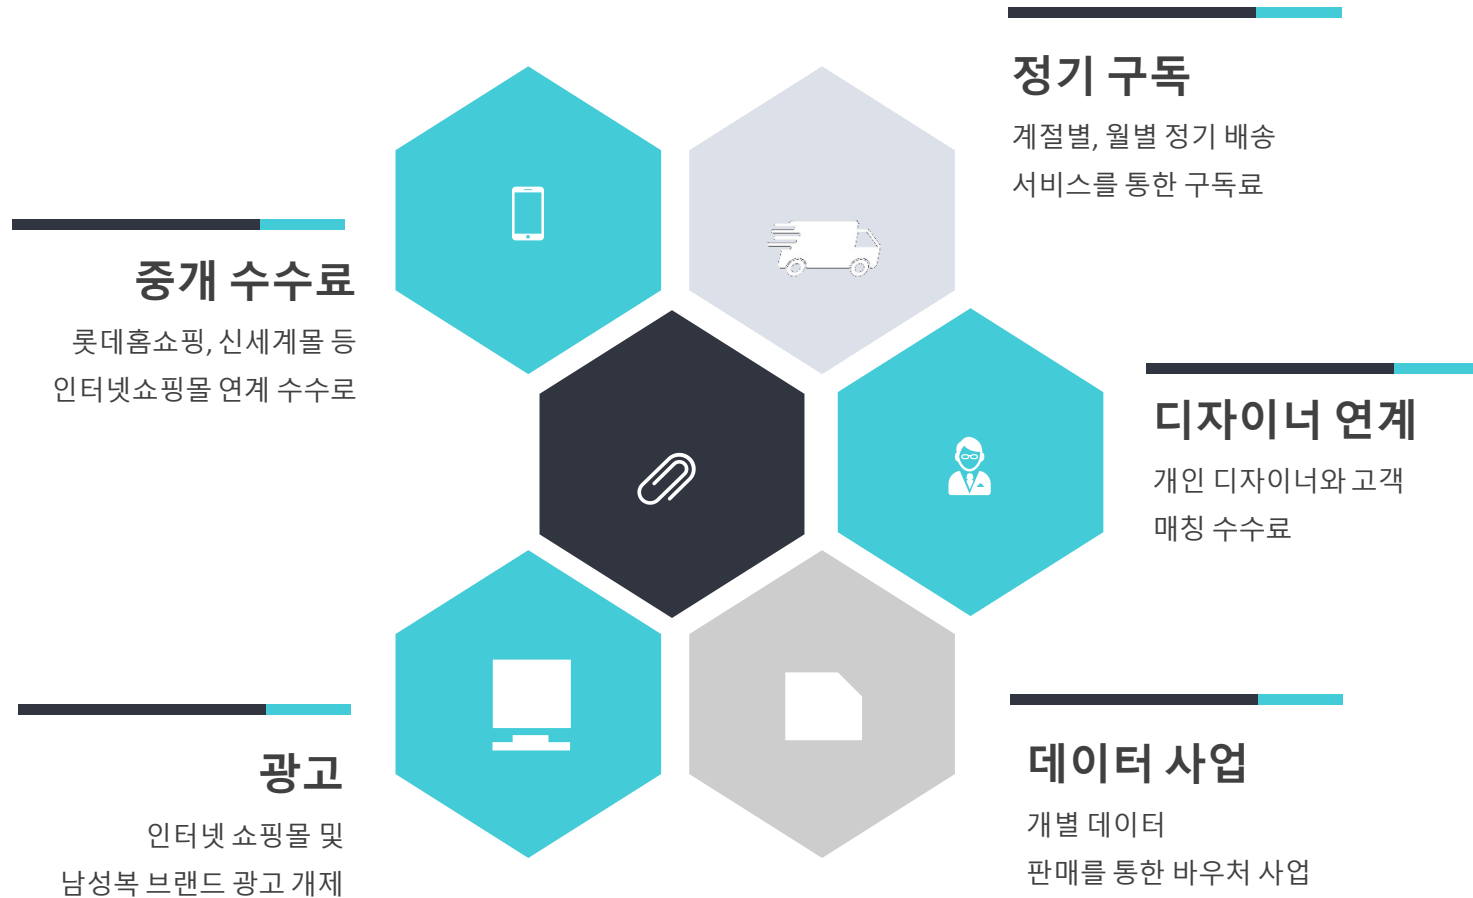 정기 구독
계절별, 월별 정기 배송
서비스를 통한 구독료
중개 수수료
롯데홈쇼핑, 신세계몰 등
인터넷쇼핑몰 연계 수수로
디자이너 연계
개인 디자이너와 고객
매칭 수수료
광고
인터넷 쇼핑몰 및
남성복 브랜드 광고 개제
데이터 사업
개별 데이터
판매를 통한 바우처 사업